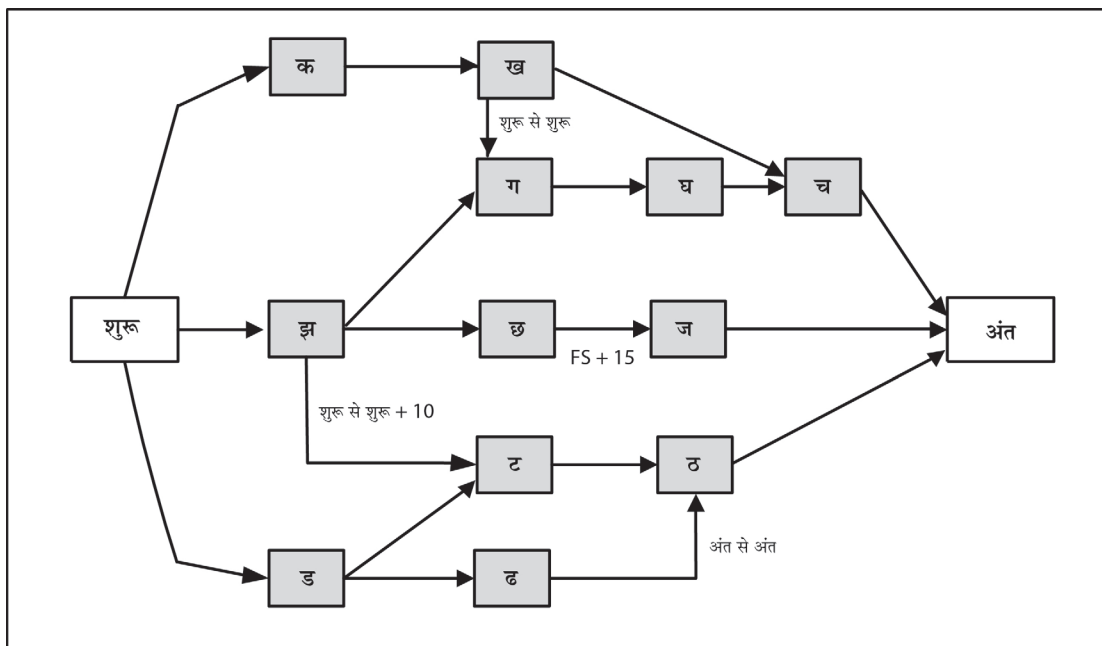 क
ख
शुरू से शुरू
ग
घ
च
शुरू
झ
छ
ज
अंत
FS + 15
शुरू से शुरू + 10
ट
ठ
अंत से अंत
ड
ढ